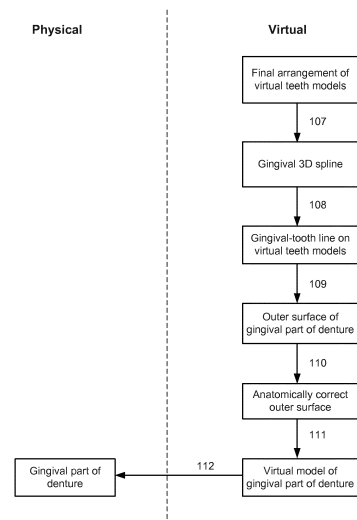 Physical
Virtual
Final arrangement of
virtual teeth models
107
Gingival 3D spline
108
Gingival-tooth line on
virtual teeth models
109
Outer surface of
gingival part of denture
110
Anatomically correct
outer surface
111
Gingival part of
denture
112
Virtual model of
gingival part of denture